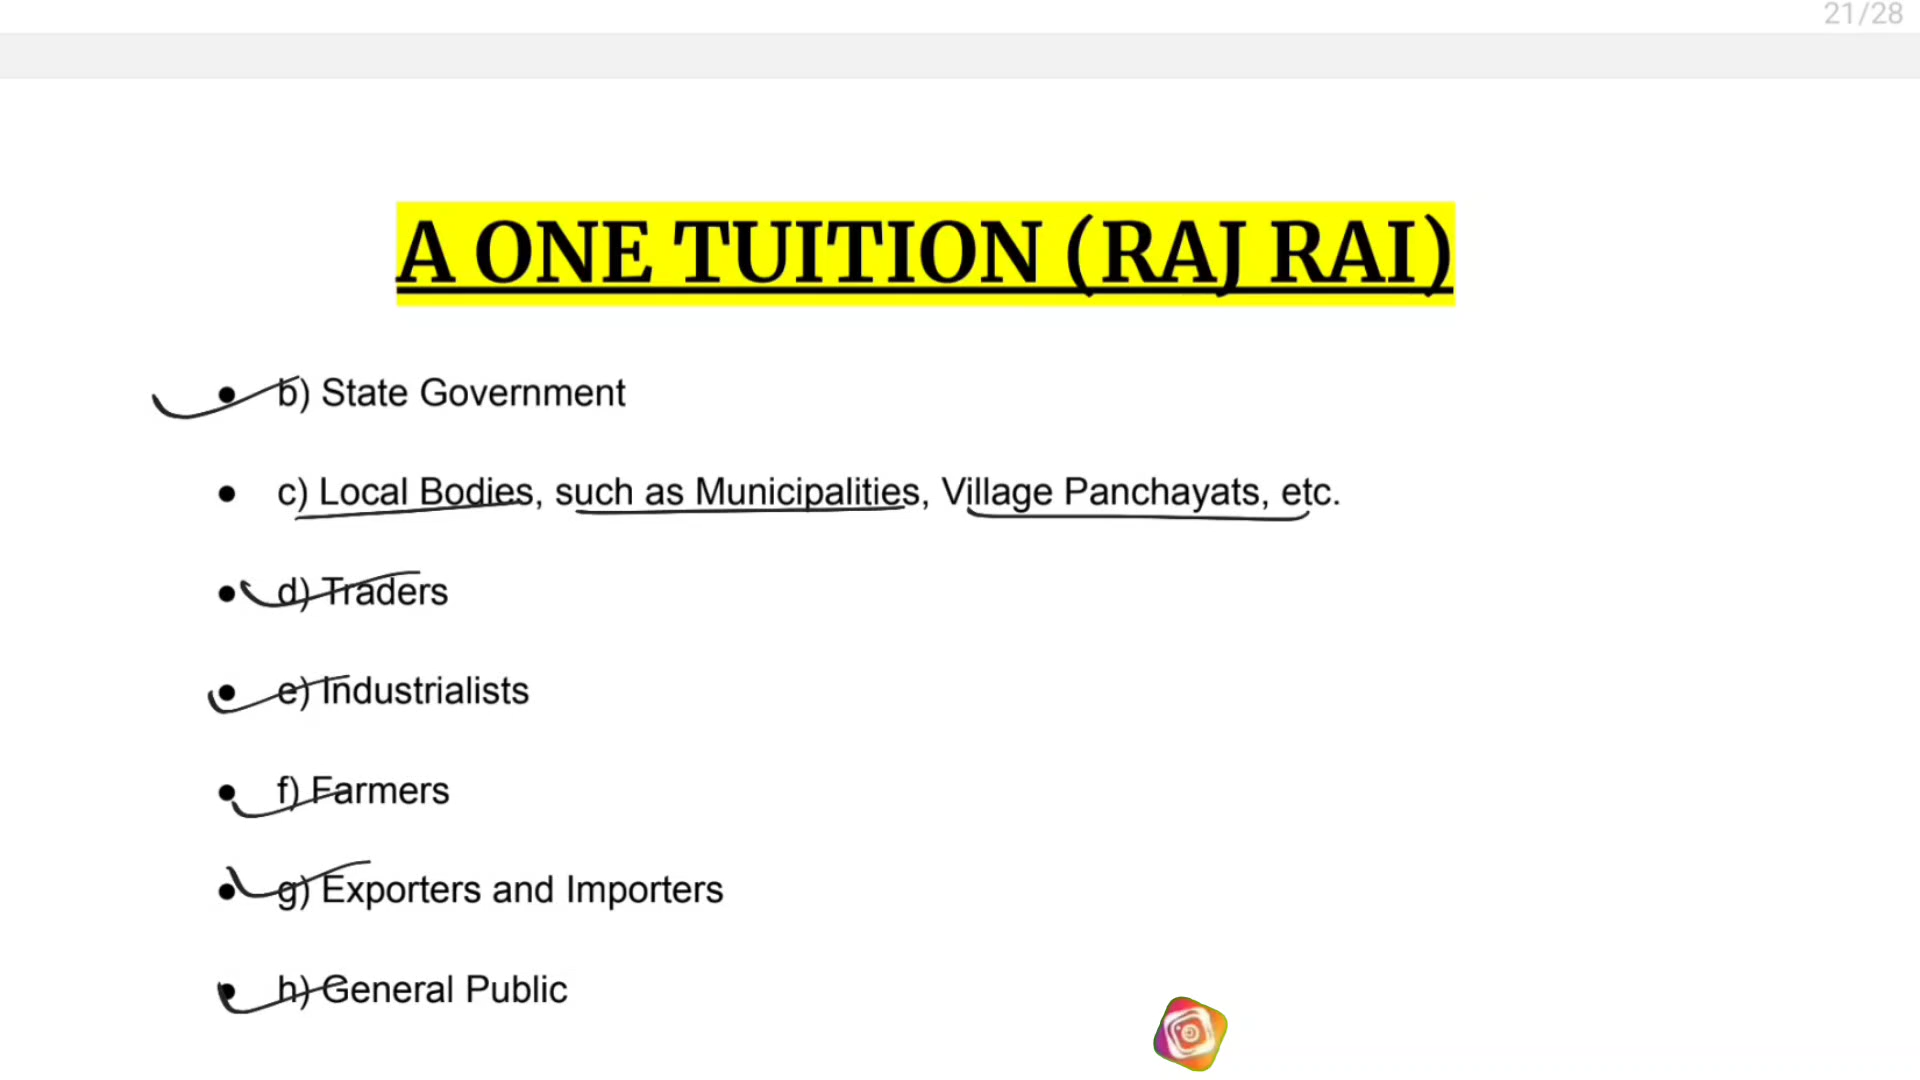 21/28
A ONE TUITION (RAJ RAI)
● b) State Government
● c) Local Bodies, such as Municipalities, Village Panchayats, etc.
● d) Traders
● e) Industrialists
● f) Farmers
● g) Exporters and Importers
● h) General Public